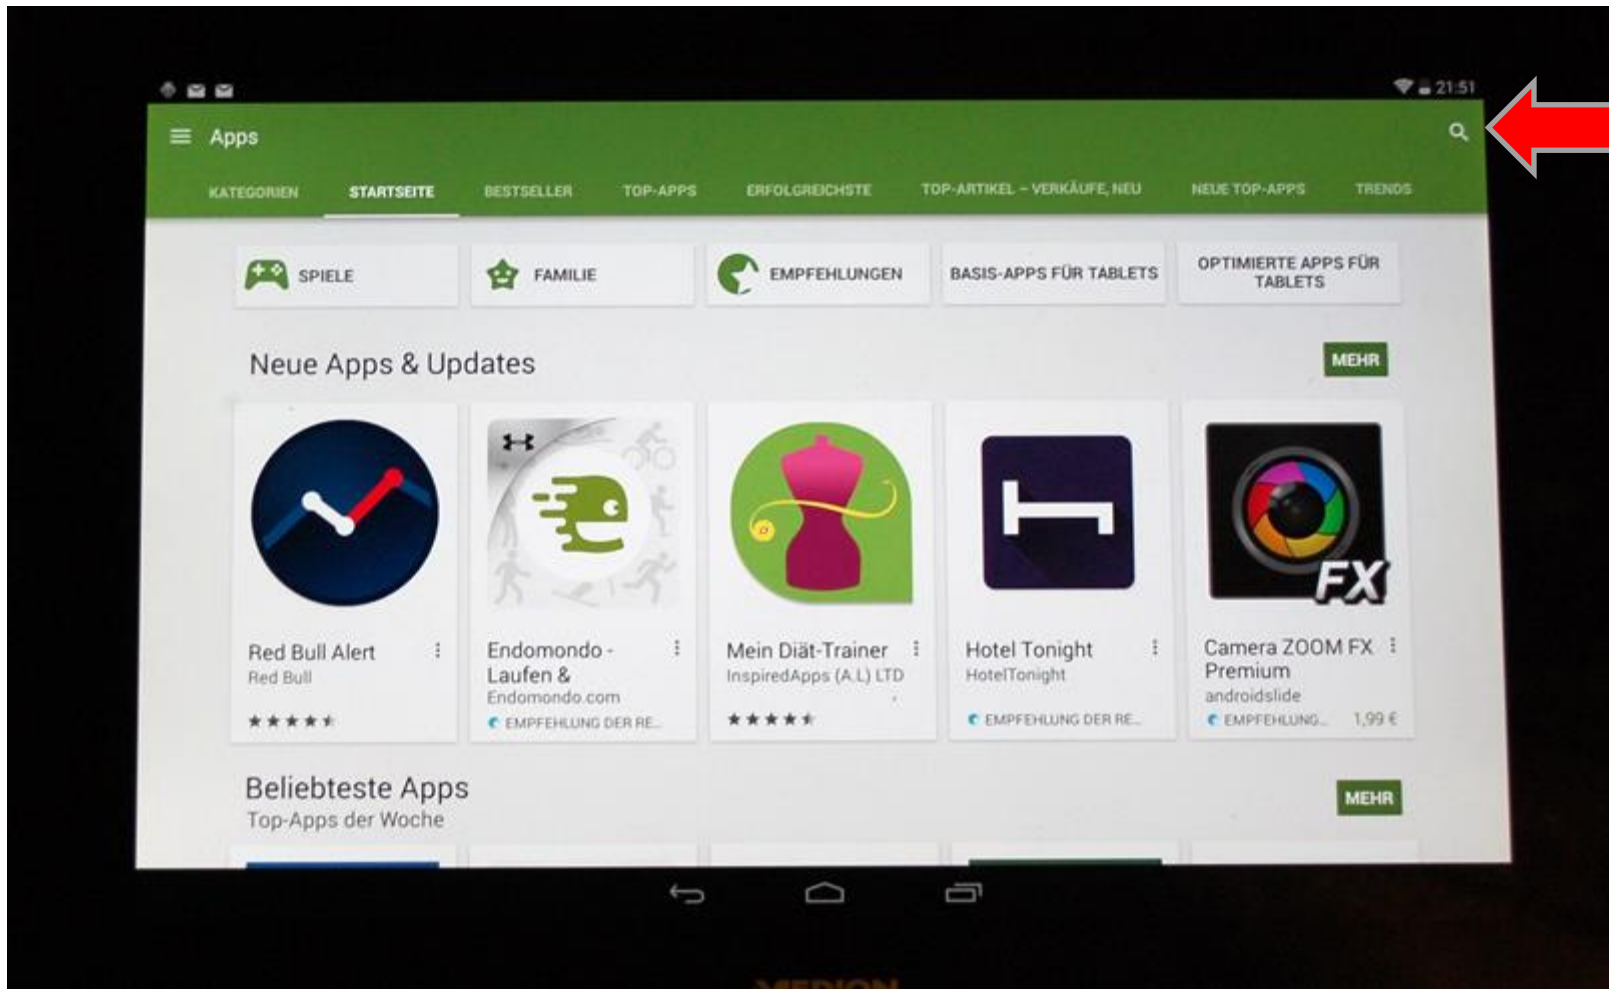 21:51
Apps
KATEGORIEN STARTSEITE BESTSELLER TOP-APPS ERFOLGREICHSTE TOP-ARTIKEL – VERKÄUFE, NEU NEUE TOP-APPS TRENDS
SPIELE
FAMILIE
EMPFEHLUNGEN
BASIS-APPS FÜR TABLETS
OPTIMIERTE APPS FÜR
TABLETS
Neue Apps & Updates
MEHR
Red Bull Alert
Red Bull
Endomondo -
Laufen &
Endomondo.com
EMPFEHLUNG DER RE...
Mein Diät-Trainer
InspiredApps (A.L) LTD
Hotel Tonight
HotelTonight
EMPFEHLUNG DER RE...
FX
Camera ZOOM FX
Premium
androidslide
EMPFEHLUNG... 1,99 €
Beliebteste Apps
MEHR
Top-Apps der Woche
MEDION